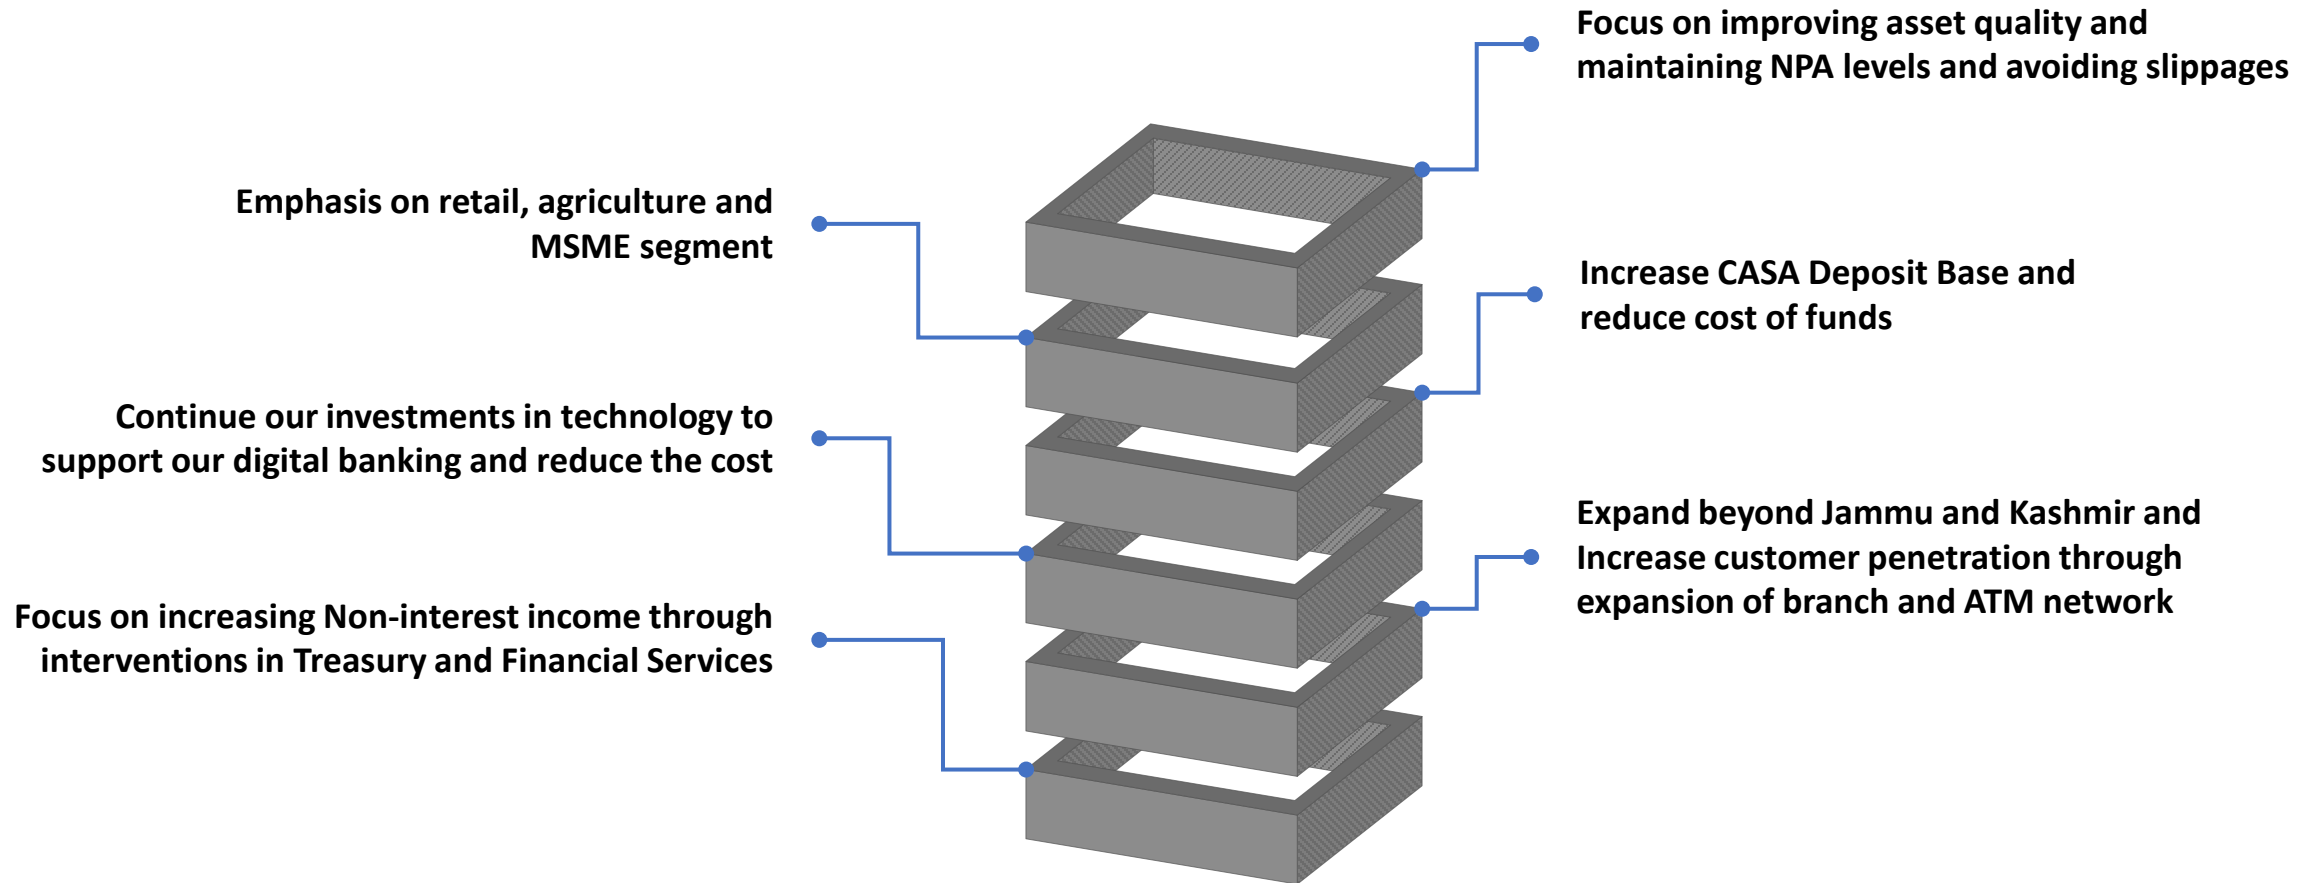 Focus on improving asset quality and
maintaining NPA levels and avoiding slippages
Emphasis on retail, agriculture and
MSME segment
Increase CASA Deposit Base and
reduce cost of funds
Continue our investments in technology to
support our digital banking and reduce the cost
Expand beyond Jammu and Kashmir and
Increase customer penetration through
expansion of branch and ATM network
Focus on increasing Non-interest income through
interventions in Treasury and Financial Services